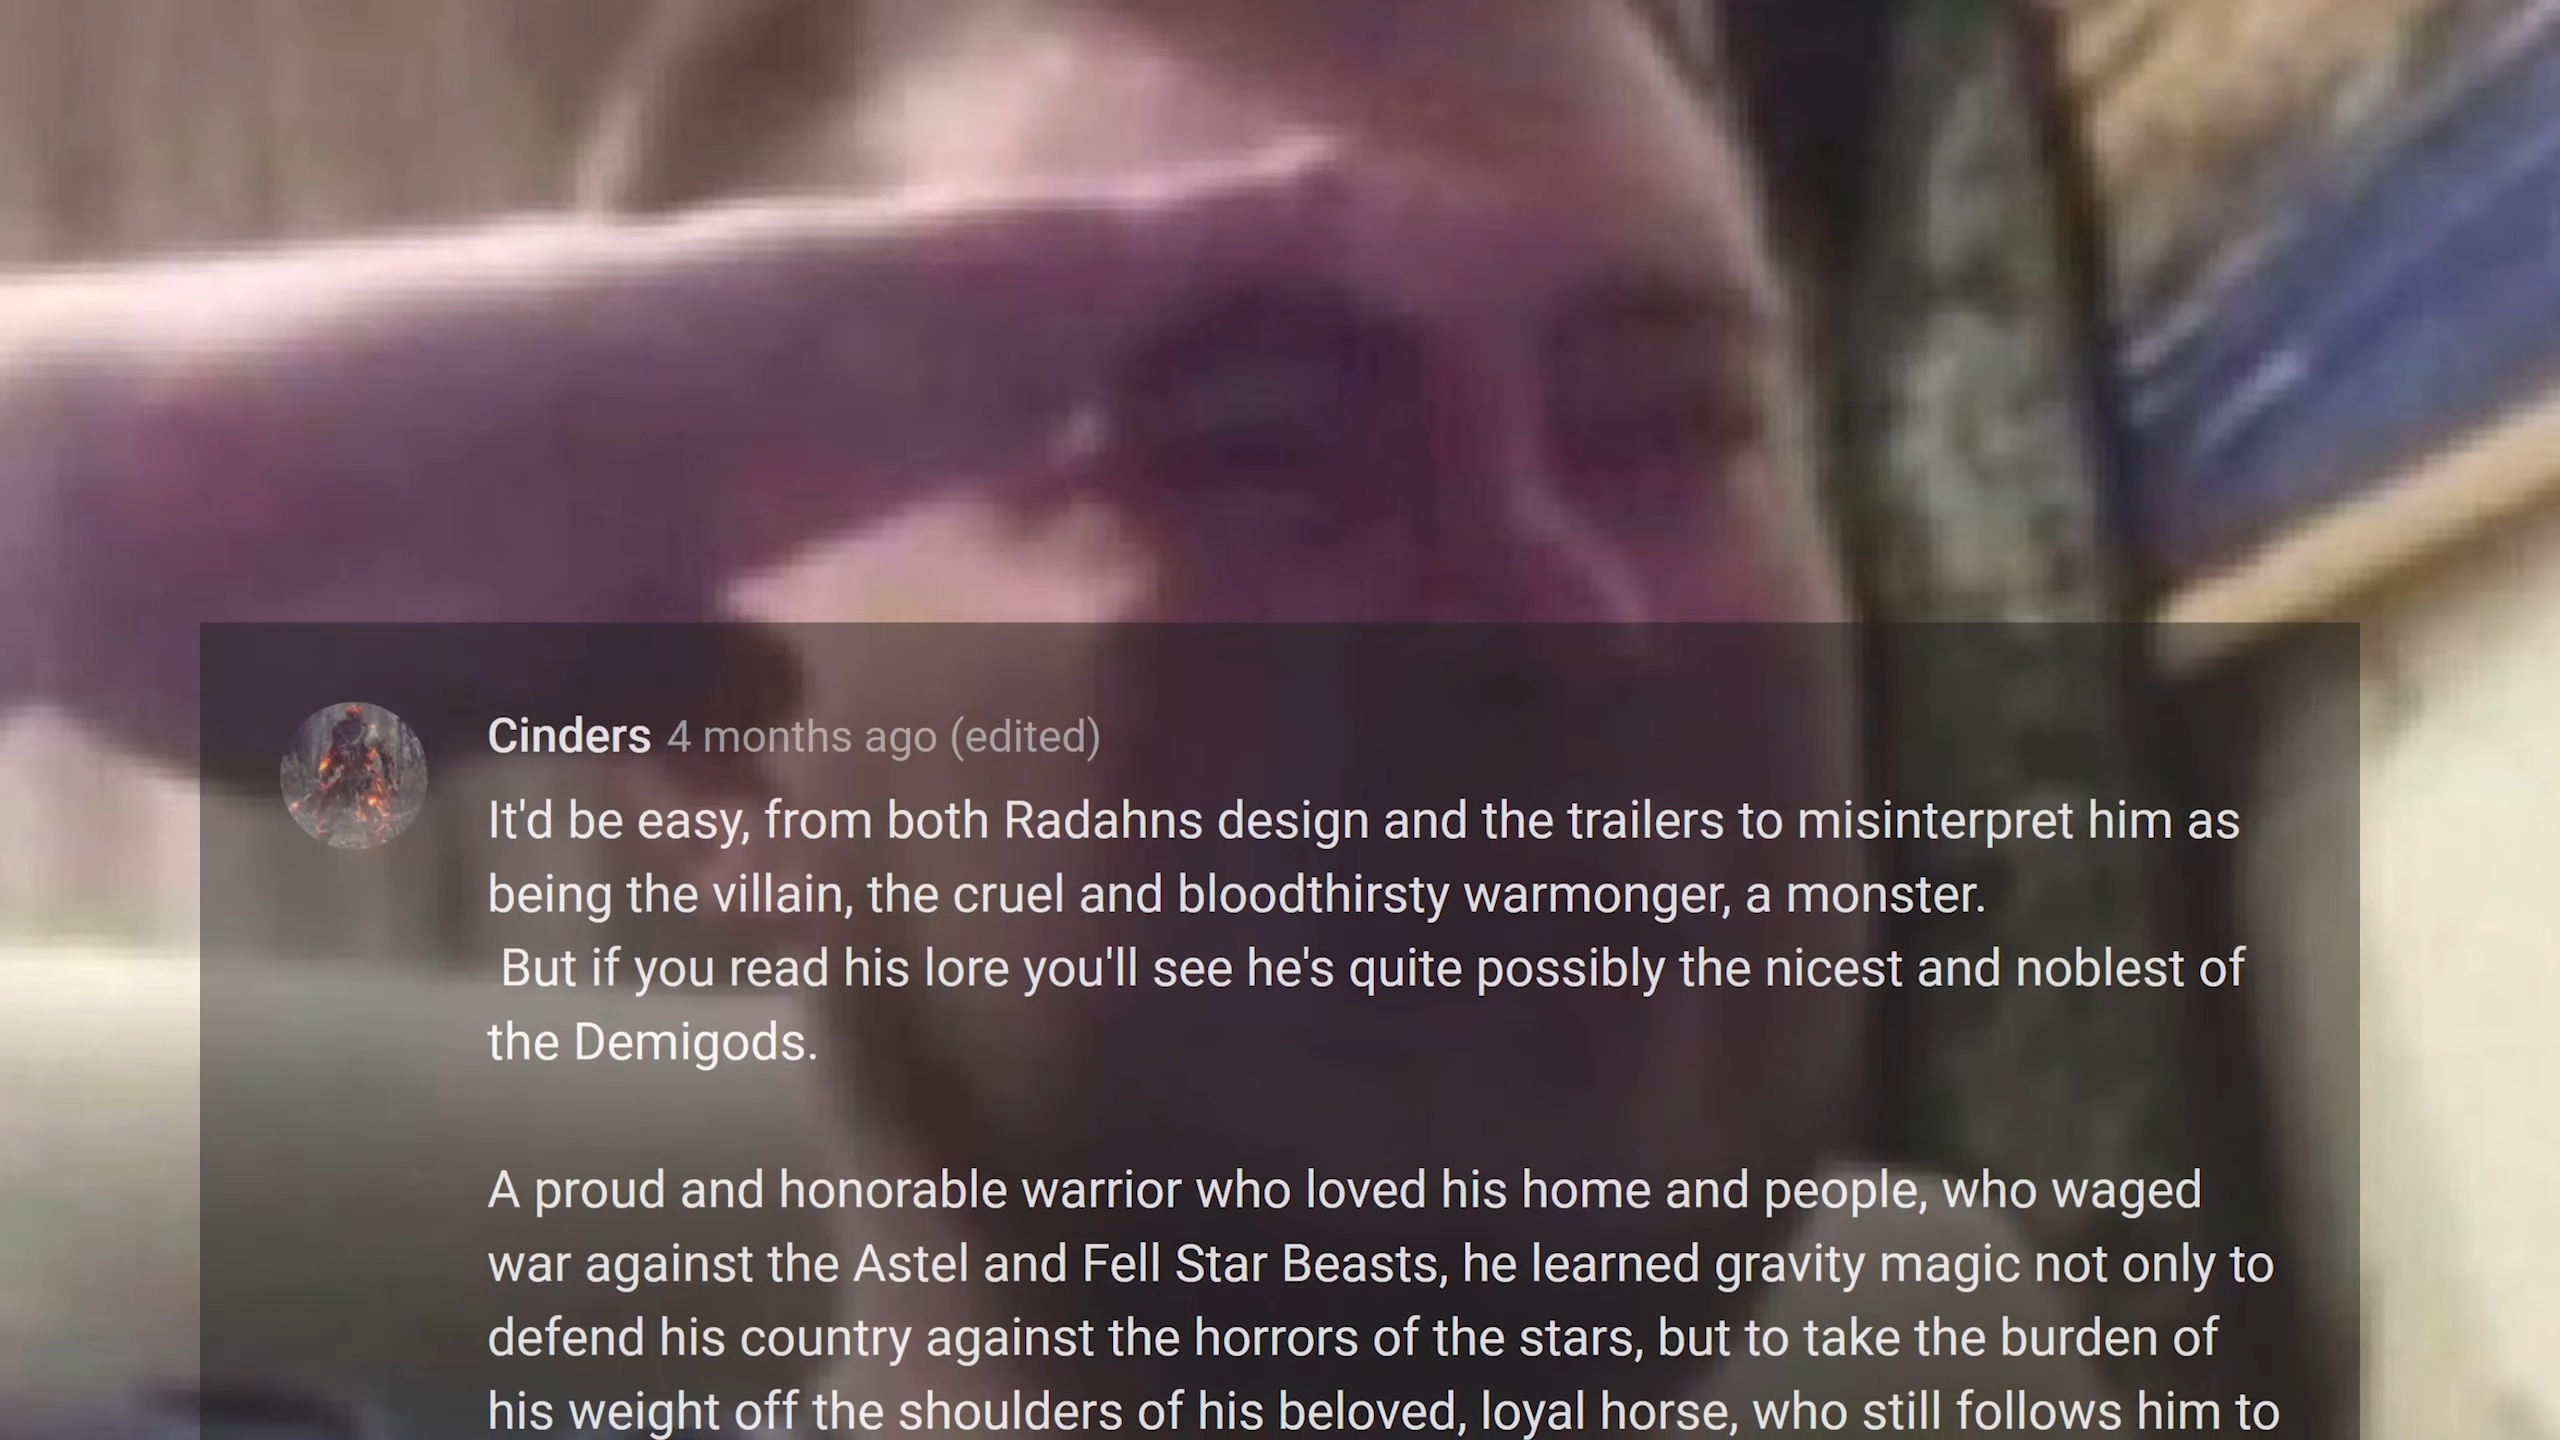 Cinders 4 months ago (edited)
It'd be easy, from both Radahns design and the trailers to misinterpret him as
being the villain, the cruel and bloodthirsty warmonger, a monster.
But if you read his lore you'll see he's quite possibly the nicest and noblest of
the Demigods.
A proud and honorable warrior who loved his home and people, who waged
war against the Astel and Fell Star Beasts, he learned gravity magic not only to
defend his country against the horrors of the stars, but to take the burden of
his weight off the shoulders of his beloved, loyal horse, who still follows him to